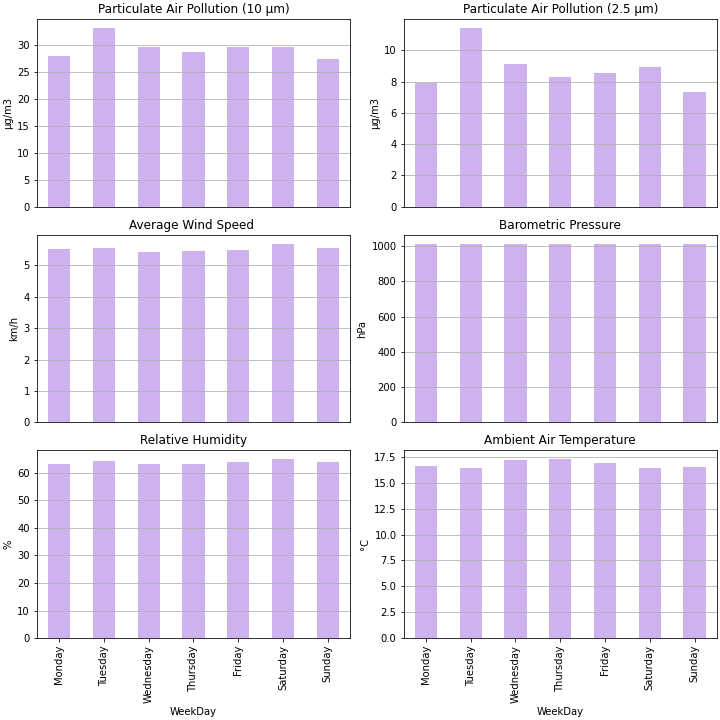 Particulate Air Pollution (10 μm)
μg/m3
30
25
20
15
10
5
0
Particulate Air Pollution (2.5 μm)
μg/m3
10
8
6
4
2
0
Average Wind Speed
km/h
5
4
3
2
1
0
Barometric Pressure
hPa
1000
800
600
400
200
0
Relative Humidity
%
60
50
40
30
20
10
0
Monday
Tuesday
Wednesday
Thursday
Friday
Saturday
Sunday
WeekDay
Ambient Air Temperature
°C
17.5
15.0
12.5
10.0
7.5
5.0
2.5
0.0
Monday
Tuesday
Wednesday
Thursday
Friday
Saturday
Sunday
WeekDay